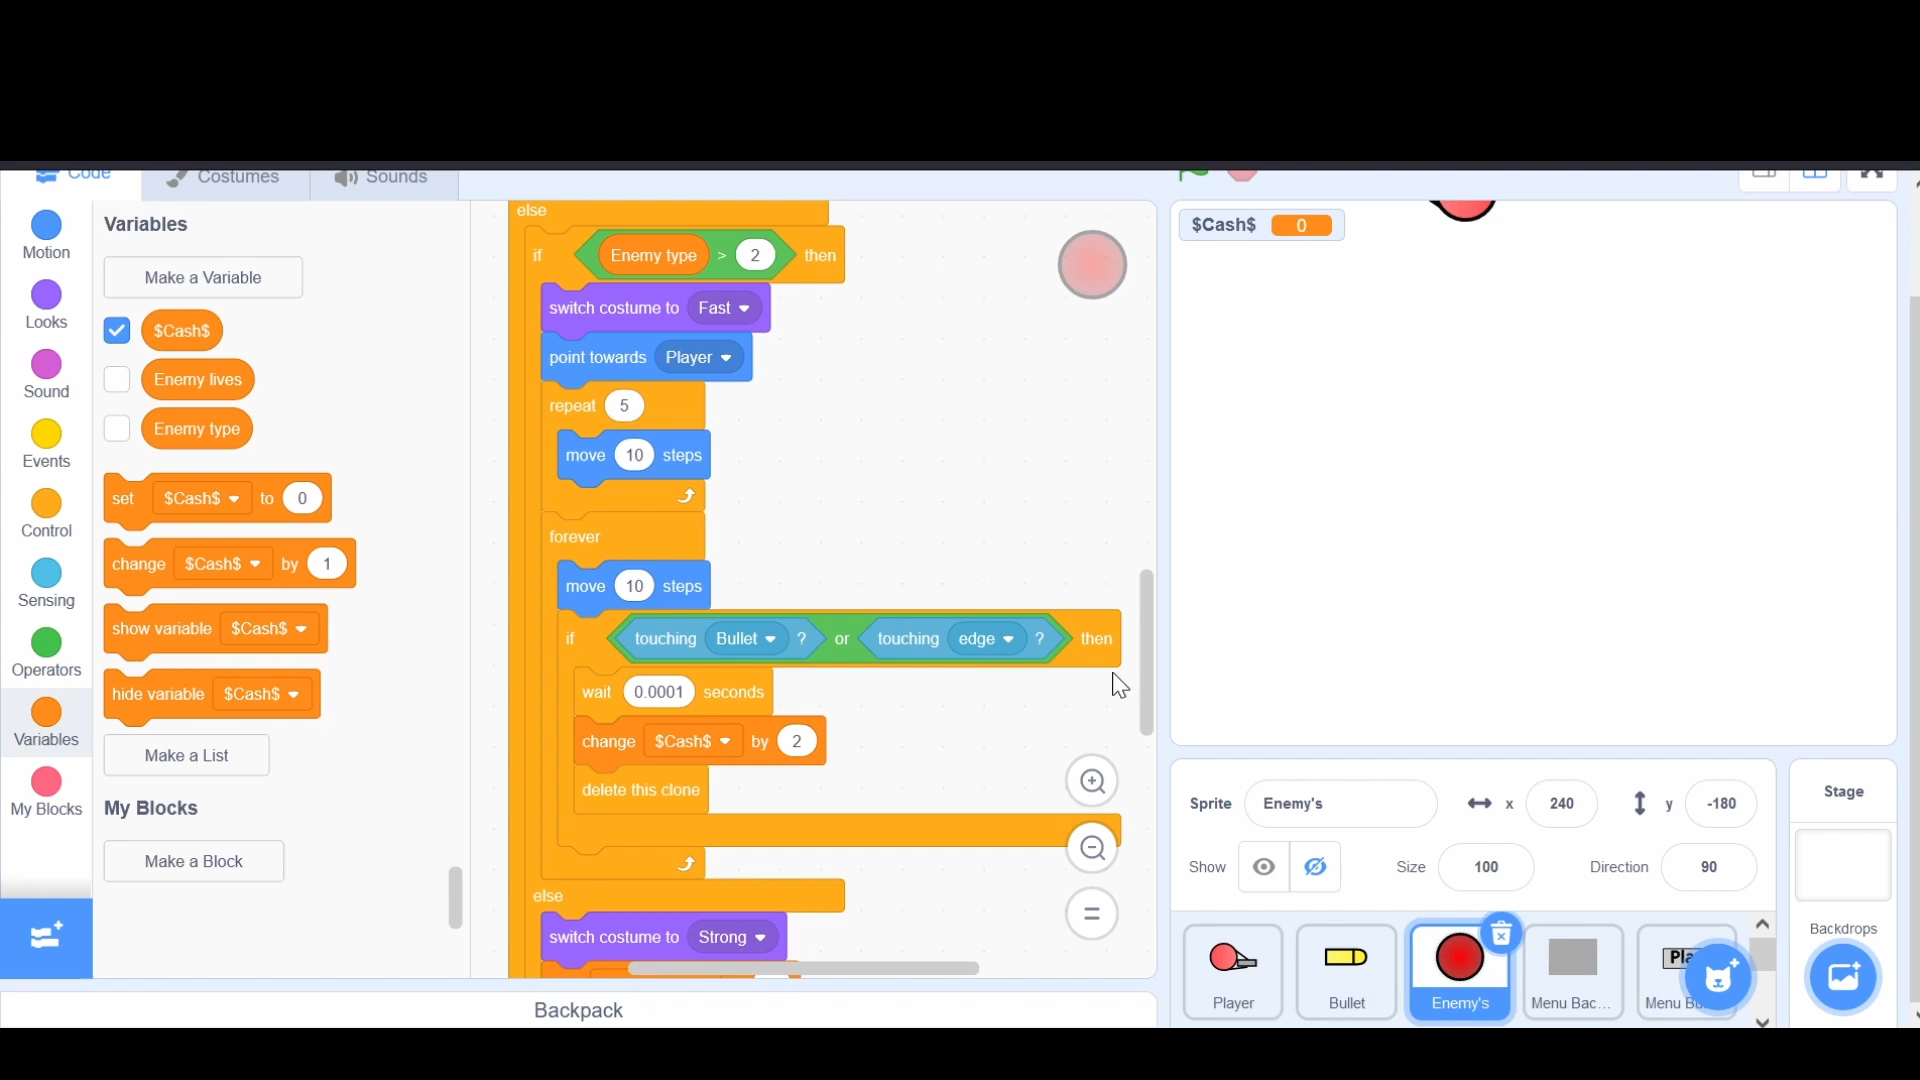 Code
Costumes
Sounds
Motion
Looks
Sound
Events
Control
Sensing
Operators
Variables
My Blocks
Variables
Make a Variable
$Cash$
Enemy lives
Enemy type
set $Cash$ to 0
change $Cash$ by 1
show variable $Cash$
hide variable $Cash$
Make a List
My Blocks
Make a Block
else
if Enemy type > 2 then
switch costume to Fast
point towards Player
repeat 5
move 10 steps
forever
move 10 steps
if touching Bullet ? or touching edge ? then
wait 0.0001 seconds
change $Cash$ by 2
delete this clone
else
switch costume to Strong
Backpack
$Cash$ 0
Sprite Enemy's x 240 y -180
Show Size 100 Direction 90
Player
Bullet
Enemy's
Menu Bac...
Menu
Stage
Backdrops